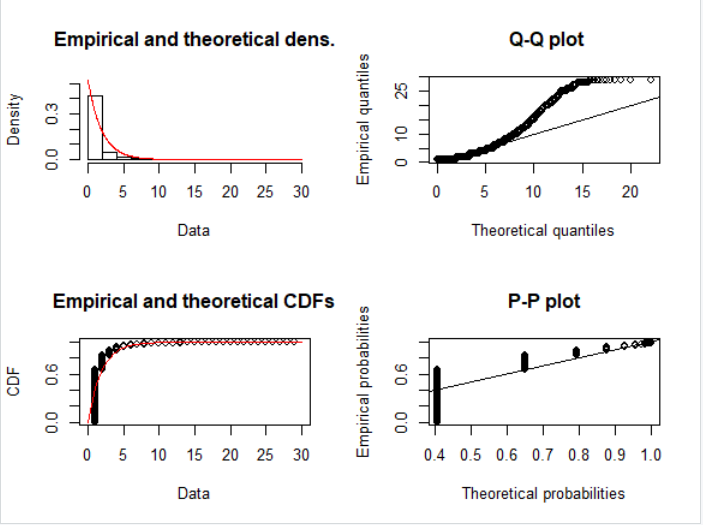 Empirical and theoretical dens.
Density
0.0 0.3
0 5 10 15 20 25 30
Data
Q-Q plot
Empirical quantiles
0 10 25
0 5 10 15 20
Theoretical quantiles
Empirical and theoretical CDFs
CDF
0.0 0.6
0 5 10 15 20 25 30
Data
P-P plot
Empirical probabilities
0.0 0.6
0.4 0.5 0.6 0.7 0.8 0.9 1.0
Theoretical probabilities